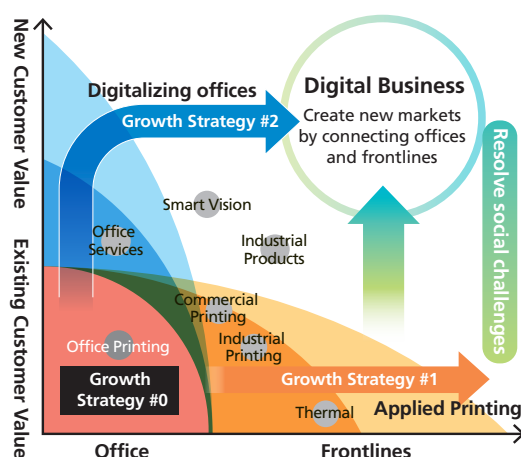 New Customer Value
Existing Customer Value
Digitalizing offices
Growth Strategy #2
Digital Business
Create new markets
by connecting offices
and frontlines
Resolve social challenges
Smart Vision
Office
Services
Industrial
Products
Commercial
Printing
Office Printing
Industrial
Printing
Growth
Strategy #0
Growth Strategy #1
Applied Printing
Thermal
Office
Frontlines